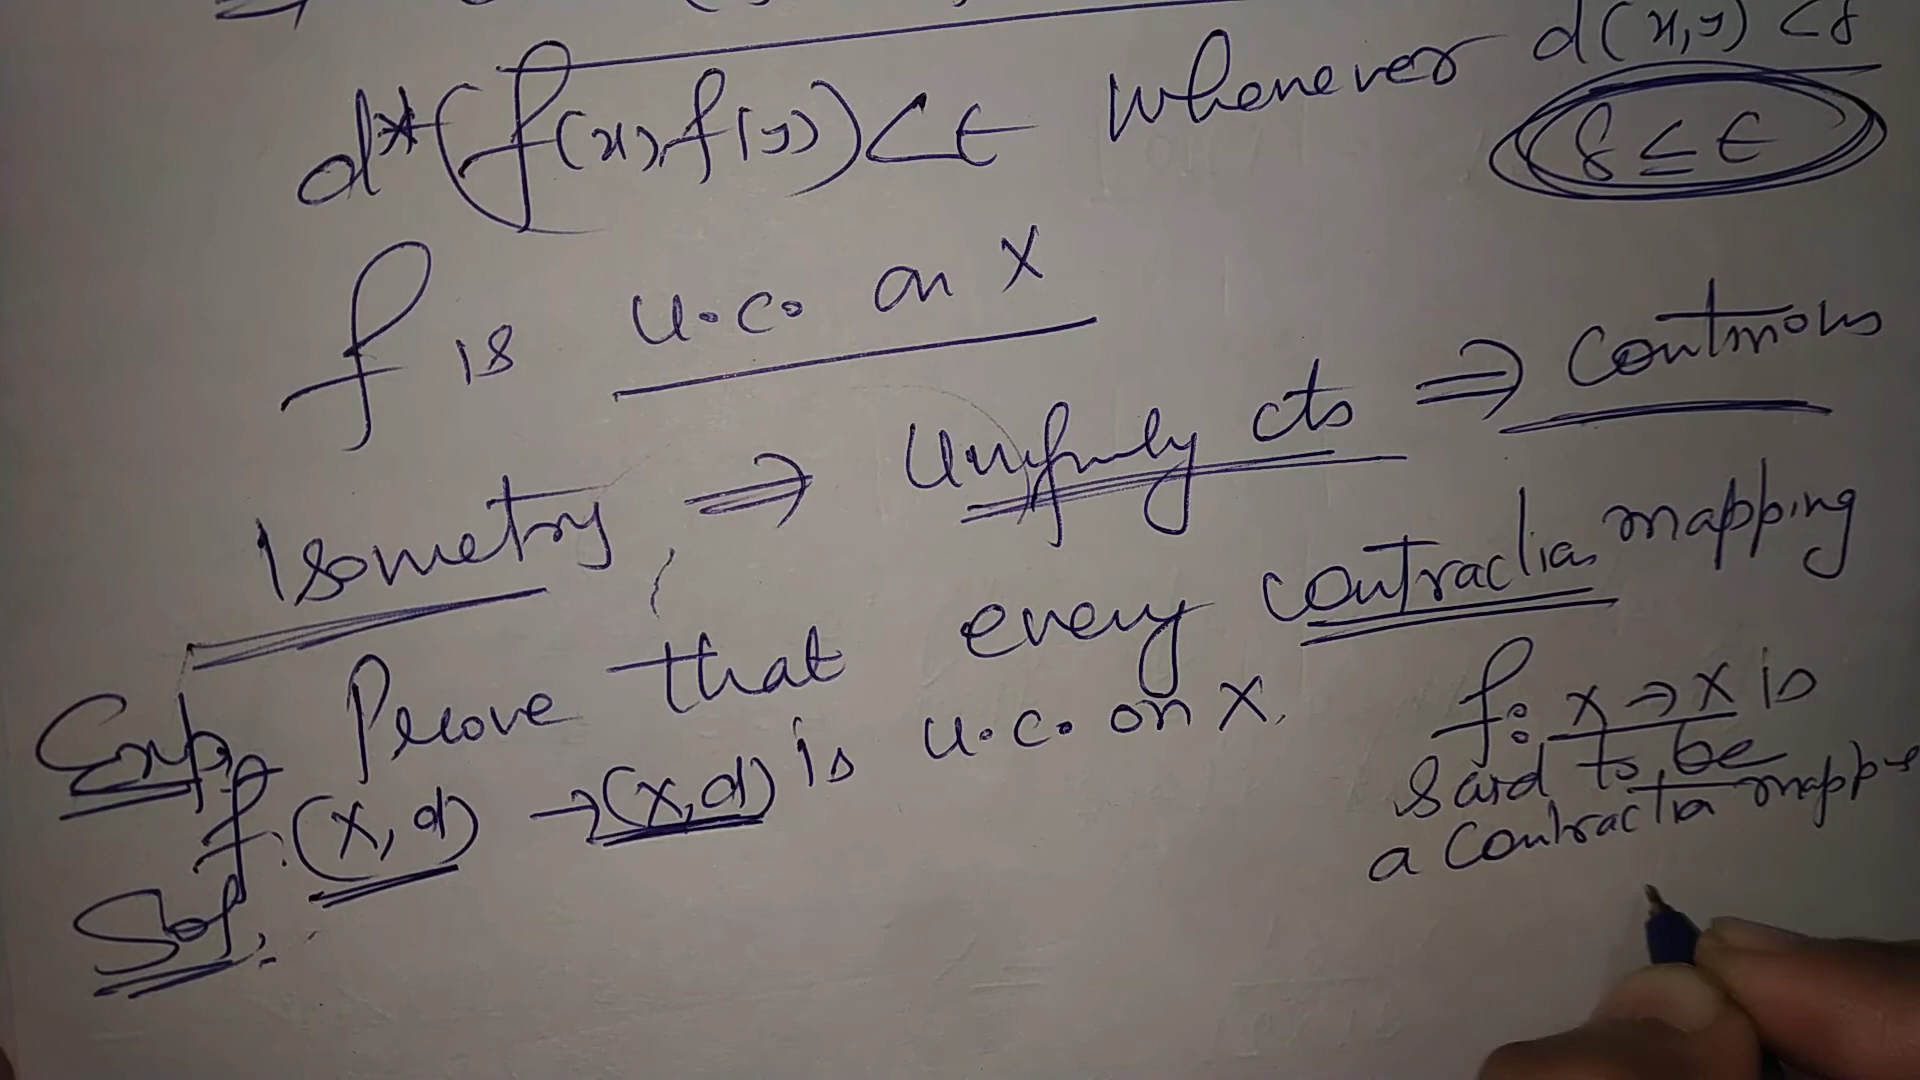 d*(f(x), f(y)) < ϵ whenever d(x,y) < δ
δ ≤ ϵ
f is u.c. on X
Isometry ⇒ Uniformly cts ⇒ Continous
Exp. Prove that every contraction mapping
f: (X,d) → (X,d) is u.c. on X.
Sol.
f: X → X is
said to be
a contraction mapping